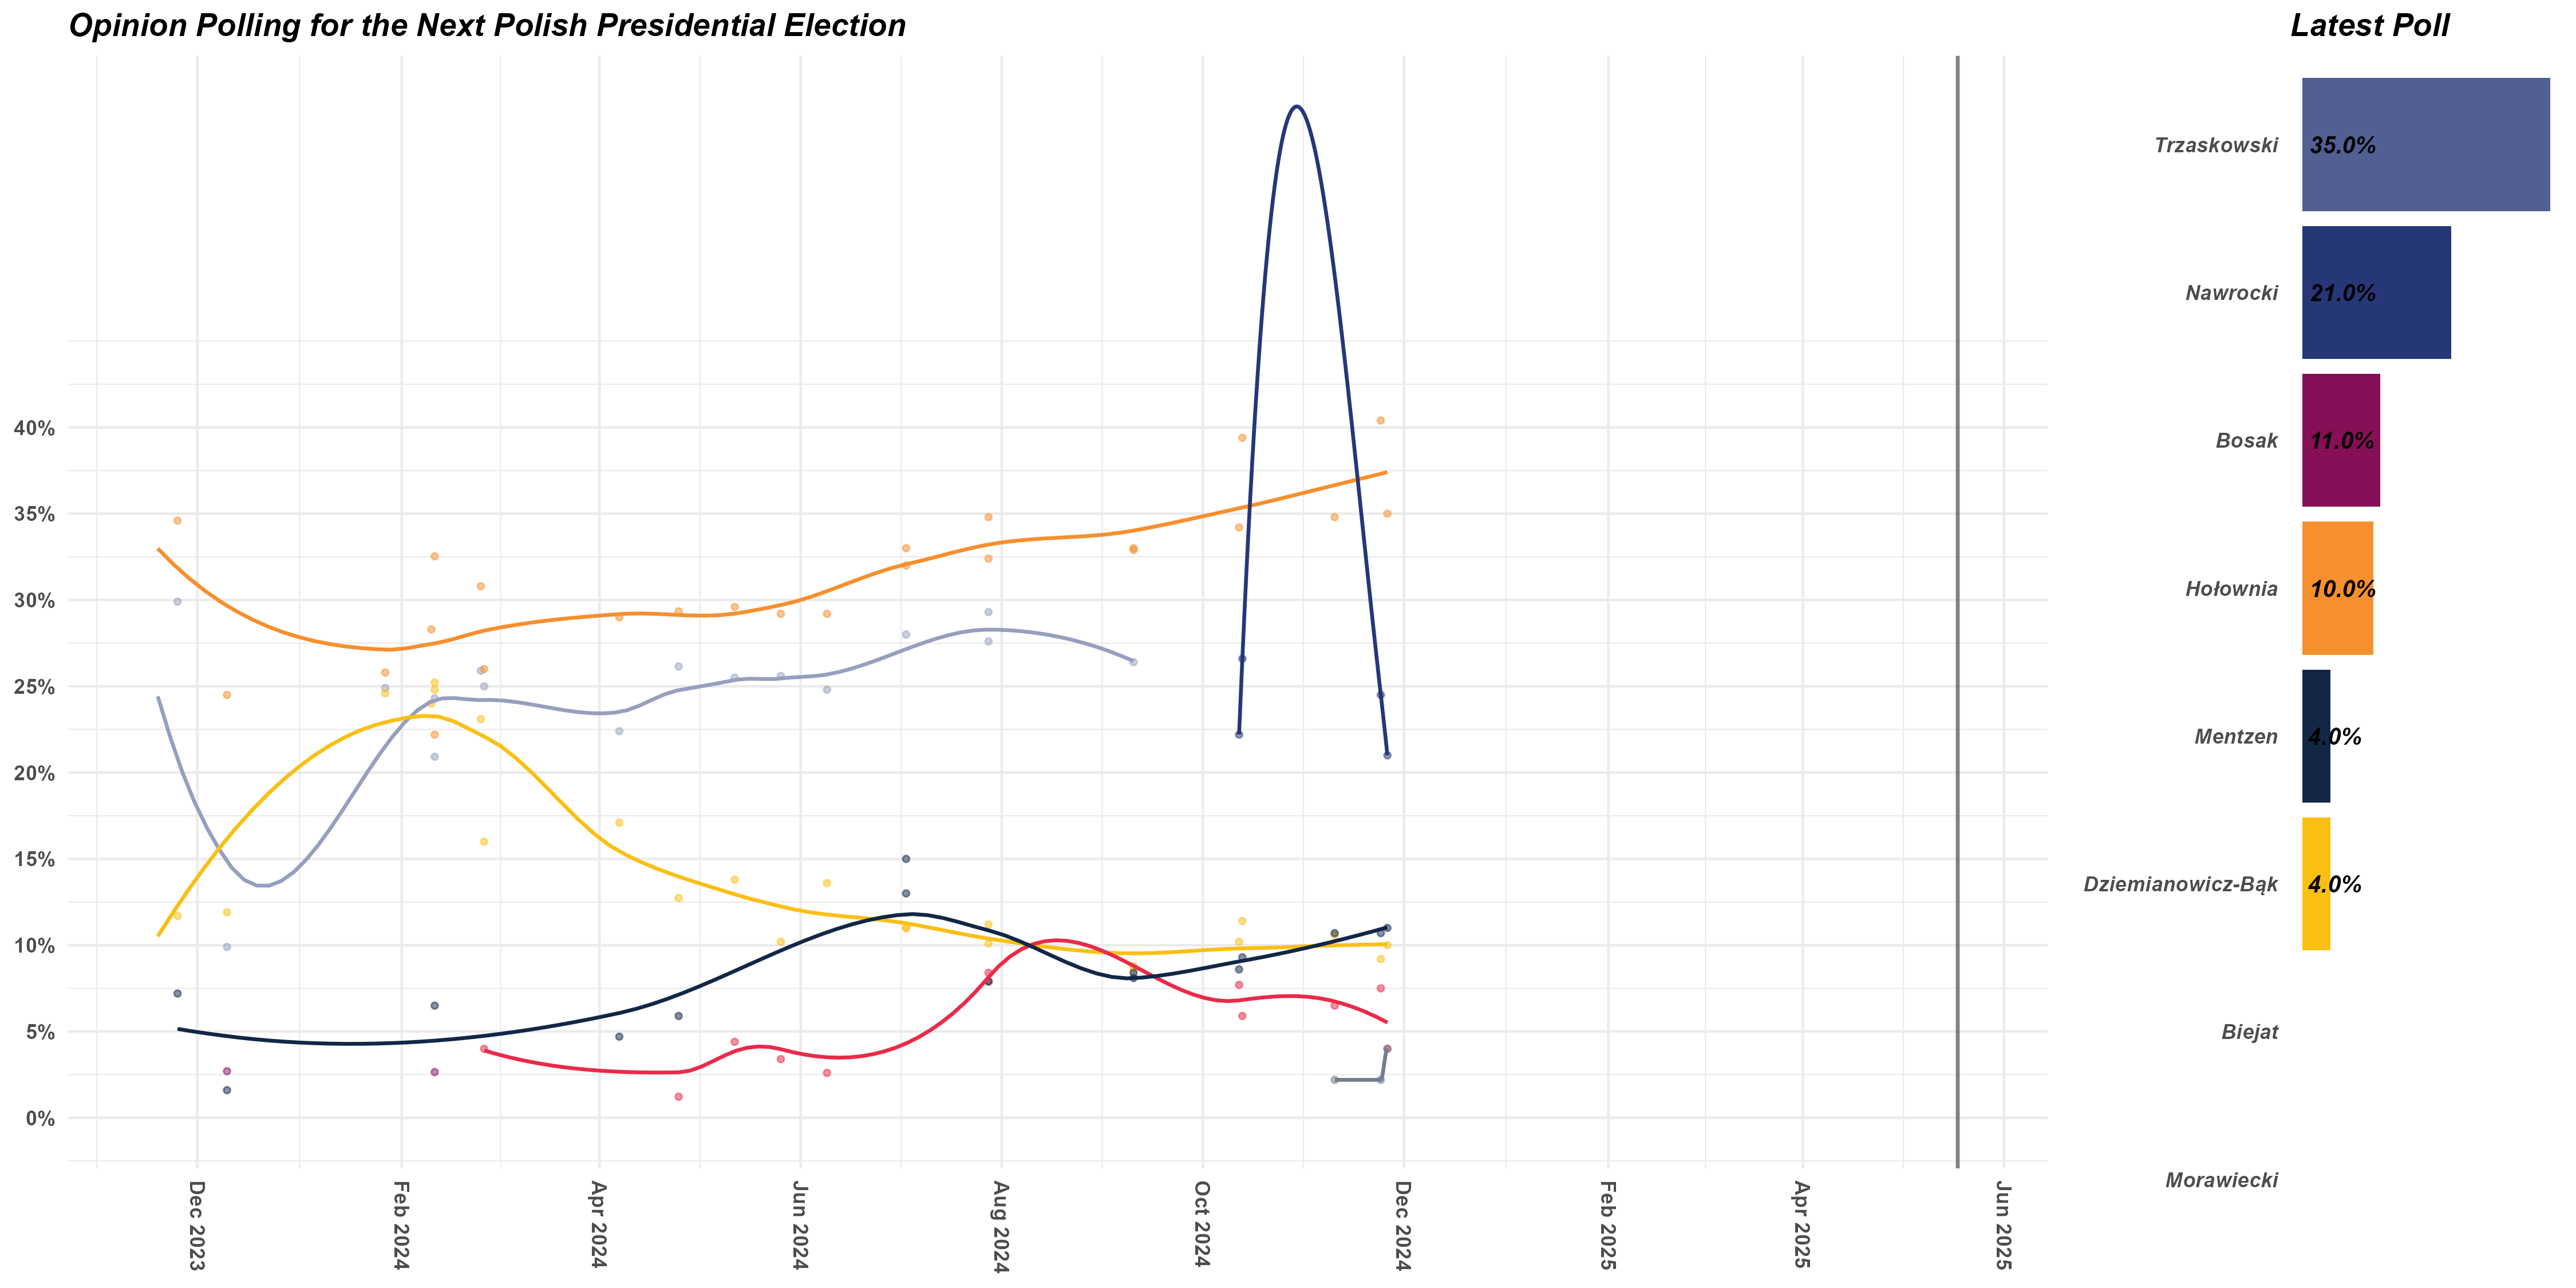 Opinion Polling for the Next Polish Presidential Election
40%
35%
30%
25%
20%
15%
10%
5%
0%
Dec 2023
Feb 2024
Apr 2024
Jun 2024
Aug 2024
Oct 2024
Dec 2024
Feb 2025
Apr 2025
Jun 2025
Latest Poll
Trzaskowski 35.0%
Nawrocki 21.0%
Bosak 11.0%
Hołownia 10.0%
Mentzen 4.0%
Dziemianowicz-Bąk 4.0%
Biejat
Morawiecki